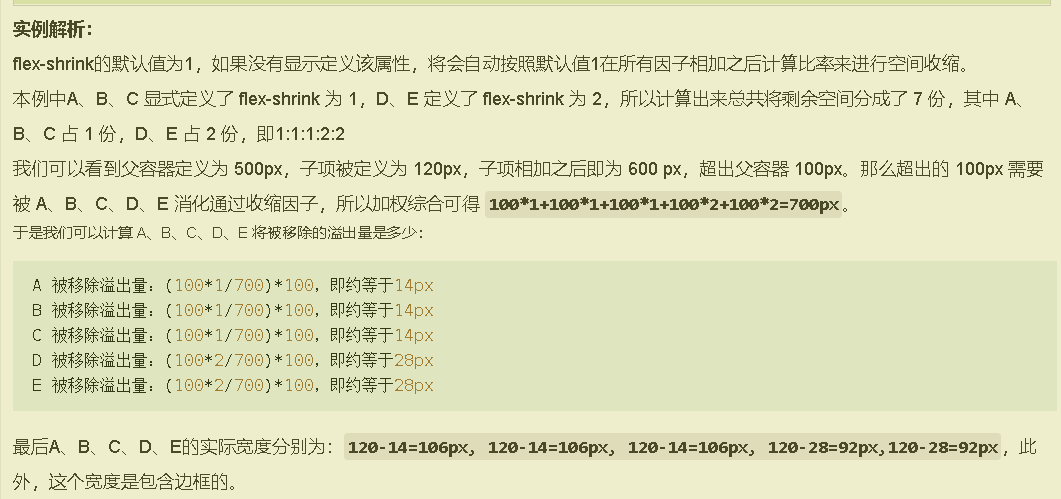 实例解析：
flex-shrink的默认值为1，如果没有显示定义该属性，将会自动按照默认值1在所有因子相加之后计算比率来进行空间收缩。
本例中A、B、C 显式定义了 flex-shrink 为 1，D、E 定义了 flex-shrink 为 2，所以计算出来总共将剩余空间分成了 7 份，其中 A、
B、C 占 1 份，D、E 占 2 份，即1:1:1:2:2
我们可以看到父容器定义为 500px，子项被定义为 120px，子项相加之后即为 600 px，超出父容器 100px。那么超出的 100px 需要
被 A、B、C、D、E 消化通过收缩因子，所以加权综合可得 100*1+100*1+100*1+100*2+100*2=700px。
于是我们可以计算 A、B、C、D、E 将被移除的溢出量是多少：
A 被移除溢出量：(100*1/700)*100，即约等于14px
B 被移除溢出量：(100*1/700)*100，即约等于14px
C 被移除溢出量：(100*1/700)*100，即约等于14px
D 被移除溢出量：(100*2/700)*100，即约等于28px
E 被移除溢出量：(100*2/700)*100，即约等于28px
最后A、B、C、D、E的实际宽度分别为：120-14=106px, 120-14=106px, 120-14=106px, 120-28=92px,120-28=92px，此
外，这个宽度是包含边框的。